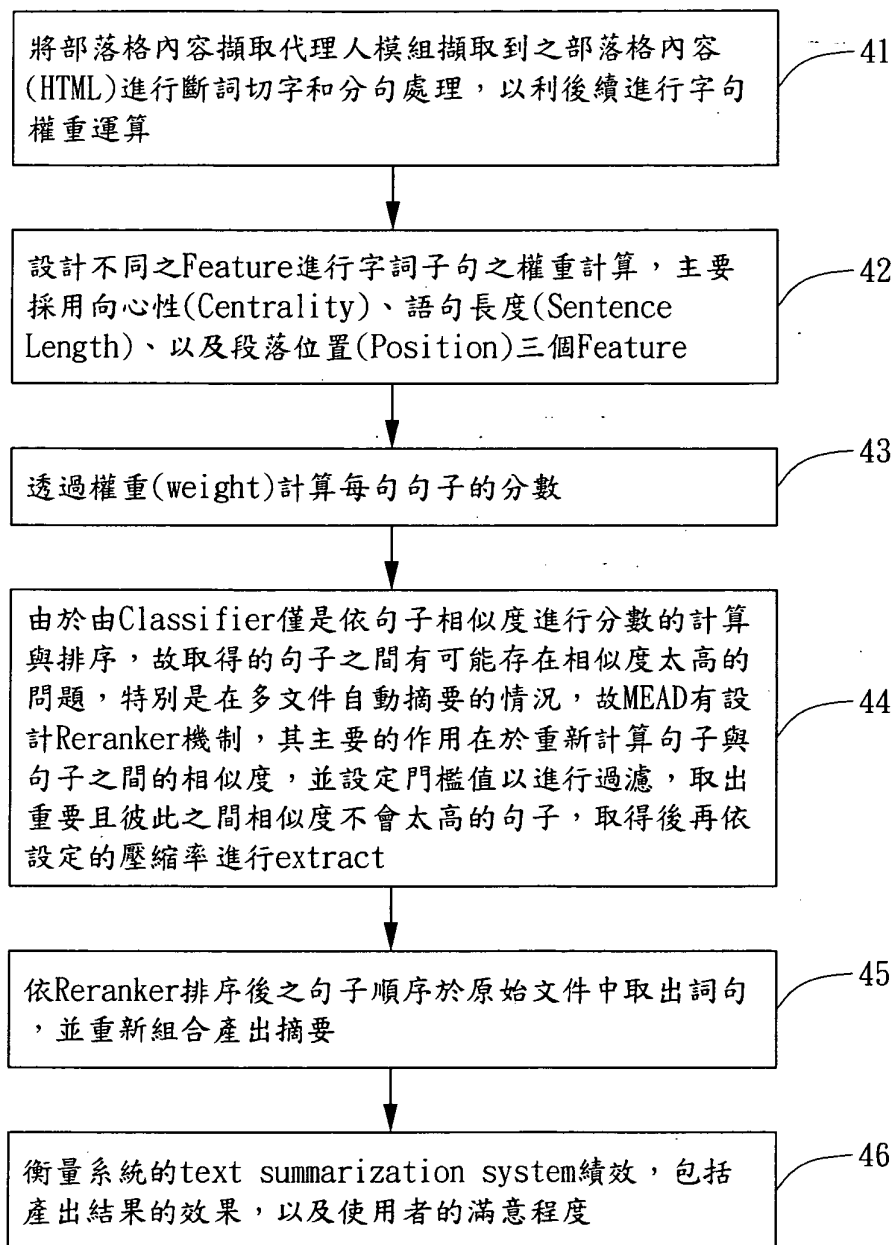 將部落格內容擷取代理人模組擷取到之部落格內容
(HTML)進行斷詞切字和分句處理，以利後續進行字句
權重運算
41
設計不同之Feature進行字詞子句之權重計算，主要
採用向心性(Centrality)、語句長度(Sentence
Length)、以及段落位置(Position)三個Feature
42
透過權重(weight)計算每句句子的分數
43
由於由Classifier僅是依句子相似度進行分數的計算
與排序，故取得的句子之間有可能存在相似度太高的
問題，特別是在多文件自動摘要的情況，故MEAD有設
計Reranker機制，其主要的作用在於重新計算句子與
句子之間的相似度，並設定門檻值以進行過濾，取出
重要且彼此之間相似度不會太高的句子，取得後再依
設定的壓縮率進行extract
44
依Reranker排序後之句子順序於原始文件中取出詞句
，並重新組合產出摘要
45
衡量系統的text summarization system績效，包括
產出結果的效果，以及使用者的滿意程度
46